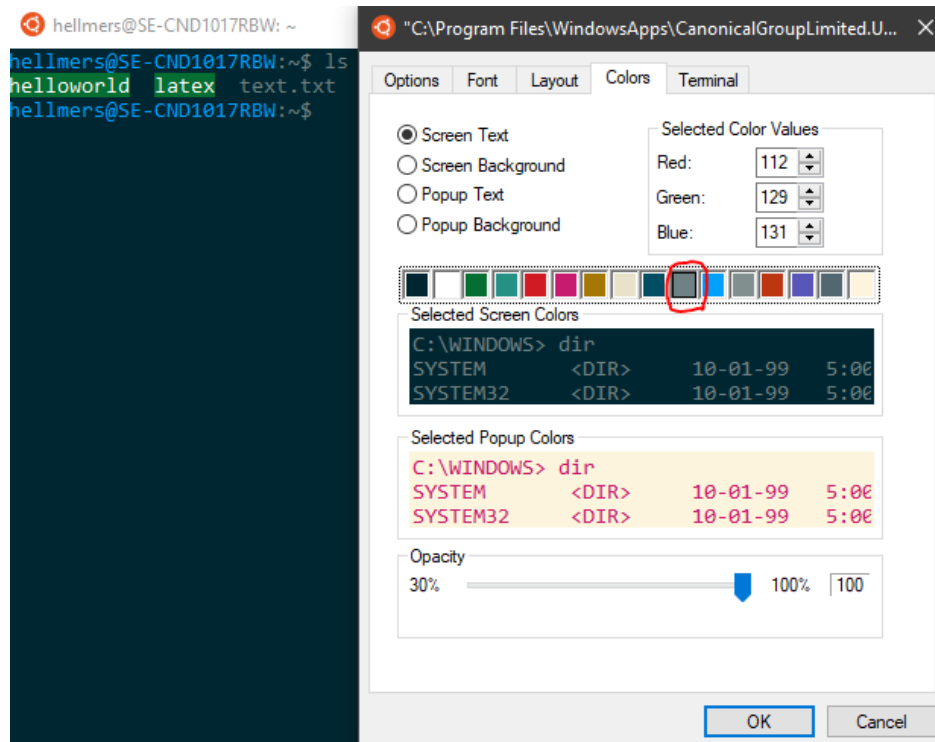 hellmers@SE-CND1017RBW: ~
hellmers@SE-CND1017RBW:~$ ls
helloworld latex text.txt
hellmers@SE-CND1017RBW:~$
"C:\Program Files\WindowsApps\CanonicalGroupLimited.U...
Options Font Layout Colors Terminal
Screen Text
Screen Background
Popup Text
Popup Background
Selected Color Values
Red: 112
Green: 129
Blue: 131
Selected Screen Colors
C:\WINDOWS> dir
SYSTEM <DIR> 10-01-99 5:00
SYSTEM32 <DIR> 10-01-99 5:00
Selected Popup Colors
C:\WINDOWS> dir
SYSTEM <DIR> 10-01-99 5:00
SYSTEM32 <DIR> 10-01-99 5:00
Opacity
30% 100% 100
OK Cancel